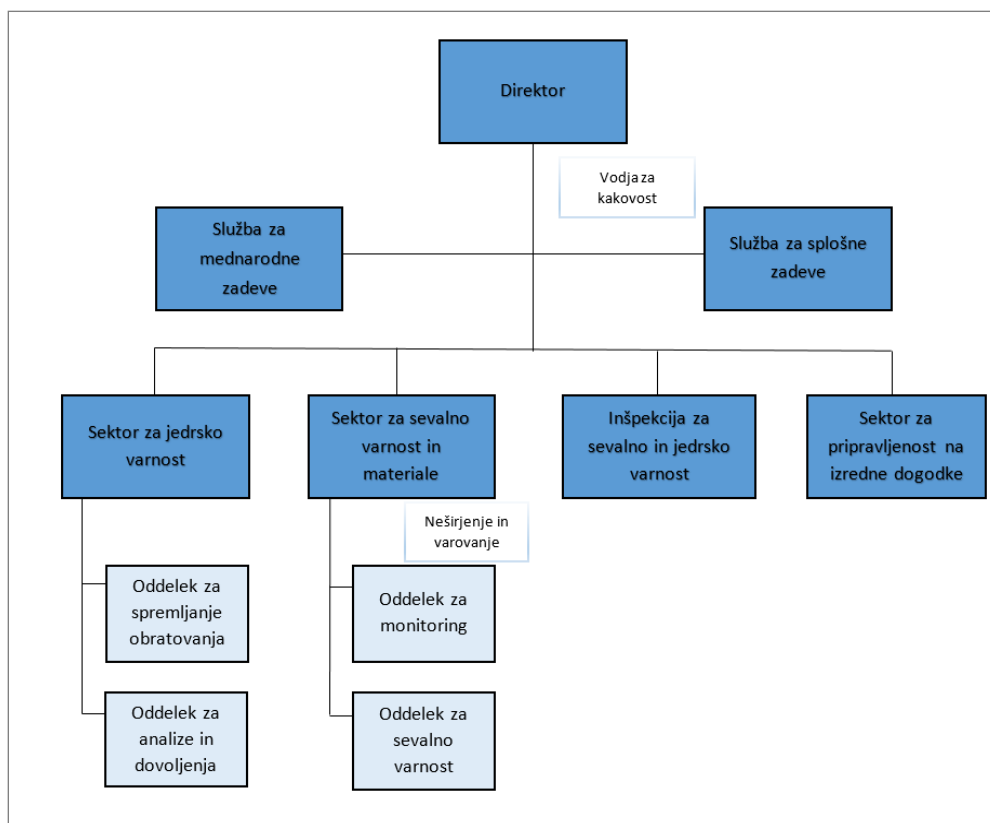 Direktor
Vodja za
kakovost
Služba za
mednarodne
zadeve
Služba za splošne
zadeve
Sektor za jedrsko
varnost
Sektor za sevalno
varnost in
materiale
Inšpekcija za
sevalno in jedrsko
varnost
Sektor za
pripravljenost na
izredne dogodke
Neširjenje in
varovanje
Oddelek za
spremljanje
obratovanja
Oddelek za
monitoring
Oddelek za
analize in
dovoljenja
Oddelek za
sevalno
varnost